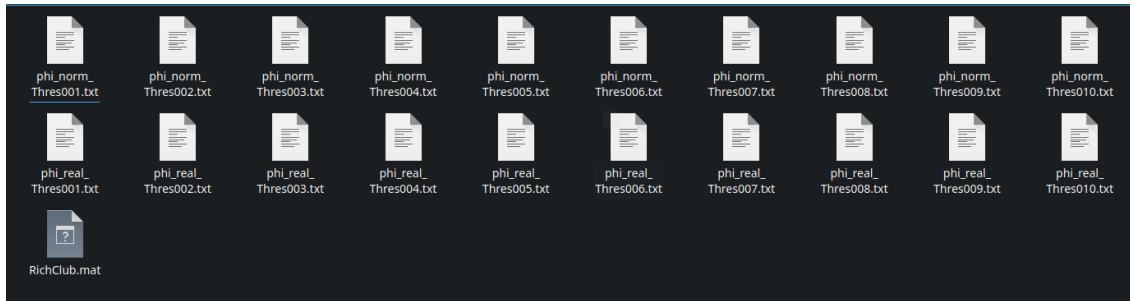 phi_norm_ phi_norm_ phi_norm_ phi_norm_ phi_norm_ phi_norm_ phi_norm_ phi_norm_ phi_norm_ phi_norm_
Thres001.txt Thres002.txt Thres003.txt Thres004.txt Thres005.txt Thres006.txt Thres007.txt Thres008.txt Thres009.txt Thres010.txt
phi_real_ phi_real_ phi_real_ phi_real_ phi_real_ phi_real_ phi_real_ phi_real_ phi_real_ phi_real_
Thres001.txt Thres002.txt Thres003.txt Thres004.txt Thres005.txt Thres006.txt Thres007.txt Thres008.txt Thres009.txt Thres010.txt
?
RichClub.mat